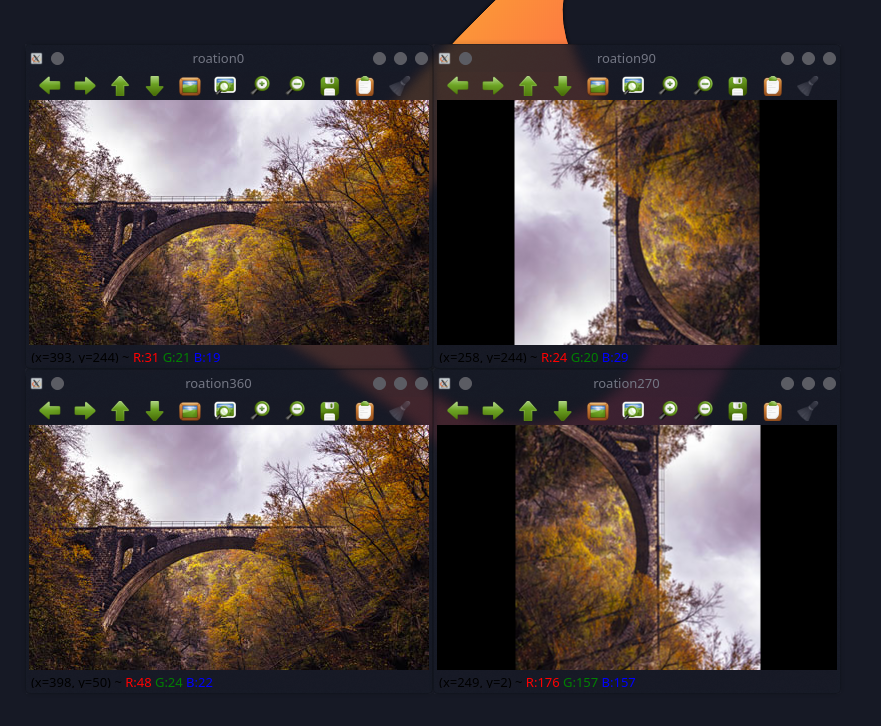 roation0
roation90
(x=393, y=244) ~ R:31 G:21 B:19
(x=258, y=244) ~ R:24 G:20 B:29
roation360
roation270
(x=398, y=50) ~ R:48 G:24 B:22
(x=249, y=2) ~ R:176 G:157 B:157